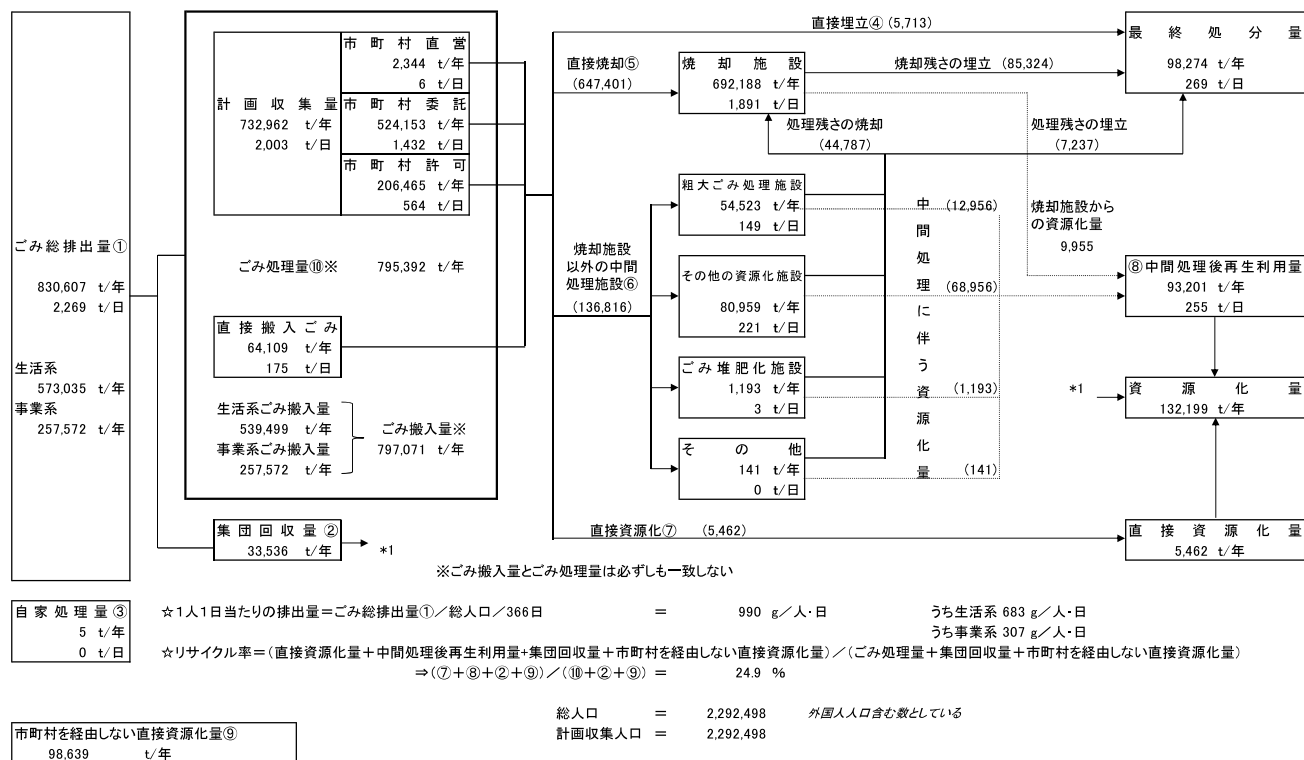 ごみ総排出量①
830,607 t/年
2,269 t/日
生活系
573,035 t/年
事業系
257,572 t/年
計画収集量
732,962 t/年
2,003 t/日
市町村直営
2,344 t/年
6 t/日
市町村委託
524,153 t/年
1,432 t/日
市町村許可
206,465 t/年
564 t/日
ごみ処理量⑩※ 795,392 t/年
直接搬入ごみ
64,109 t/年
175 t/日
生活系ごみ搬入量
539,499 t/年
事業系ごみ搬入量
257,572 t/年
ごみ搬入量※
797,071 t/年
集団回収量②
33,536 t/年
*1
直接埋立④ (5,713)
直接焼却⑤
(647,401)
焼却施設
692,188 t/年
1,891 t/日
焼却残さの埋立 (85,324)
最終処分量
98,274 t/年
269 t/日
処理残さの焼却
(44,787)
処理残さの埋立
(7,237)
焼却施設
以外の中間
処理施設⑥
(136,816)
粗大ごみ処理施設
54,523 t/年
149 t/日
その他の資源化施設
80,959 t/年
221 t/日
ごみ堆肥化施設
1,193 t/年
3 t/日
その他
141 t/年
0 t/日
中間処理に伴う資源化量
(12,956)
(68,956)
(1,193)
(141)
焼却施設から
の資源化量
9,955
⑧中間処理後再生利用量
93,201 t/年
255 t/日
*1
資源化量
132,199 t/年
直接資源化⑦ (5,462)
直接資源化量
5,462 t/年
※ごみ搬入量とごみ処理量は必ずしも一致しない
自家処理量③
5 t/年
0 t/日
☆1人1日当たりの排出量=ごみ総排出量①/総人口/366日 = 990 g/人・日
うち生活系 683 g/人・日
うち事業系 307 g/人・日
☆リサイクル率=(直接資源化量+中間処理後再生利用量+集団回収量+市町村を経由しない直接資源化量)/(ごみ処理量+集団回収量+市町村を経由しない直接資源化量)
⇒(⑦+⑧+②+⑨)/(⑩+②+⑨) = 24.9 %
総人口 = 2,292,498 外国人人口含む数としている
計画収集人口 = 2,292,498
市町村を経由しない直接資源化量⑨
98,639 t/年